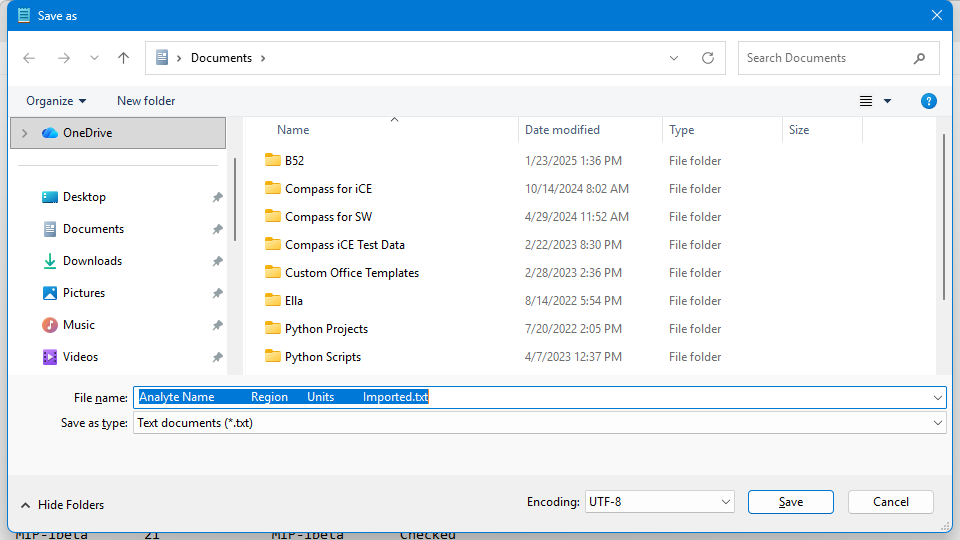 Save as
Documents
Search Documents
Organize
New folder
?
OneDrive
Name Date modified Type Size
B52 1/23/2025 1:36 PM File folder
Desktop
Compass for iCE 10/14/2024 8:02 AM File folder
Documents
Compass for SW 4/29/2024 11:52 AM File folder
Downloads
Compass iCE Test Data 2/22/2023 8:30 PM File folder
Pictures
Custom Office Templates 2/28/2023 2:36 PM File folder
Music
Ella 8/14/2022 5:54 PM File folder
Videos
Python Projects 7/20/2022 2:05 PM File folder
Python Scripts 4/7/2023 12:37 PM File folder
File name: Analyte Name Region Units Imported.txt
Save as type: Text documents (*.txt)
Hide Folders
Encoding: UTF-8
Save
Cancel
MIP-1beta 21 MIP-1beta Checked